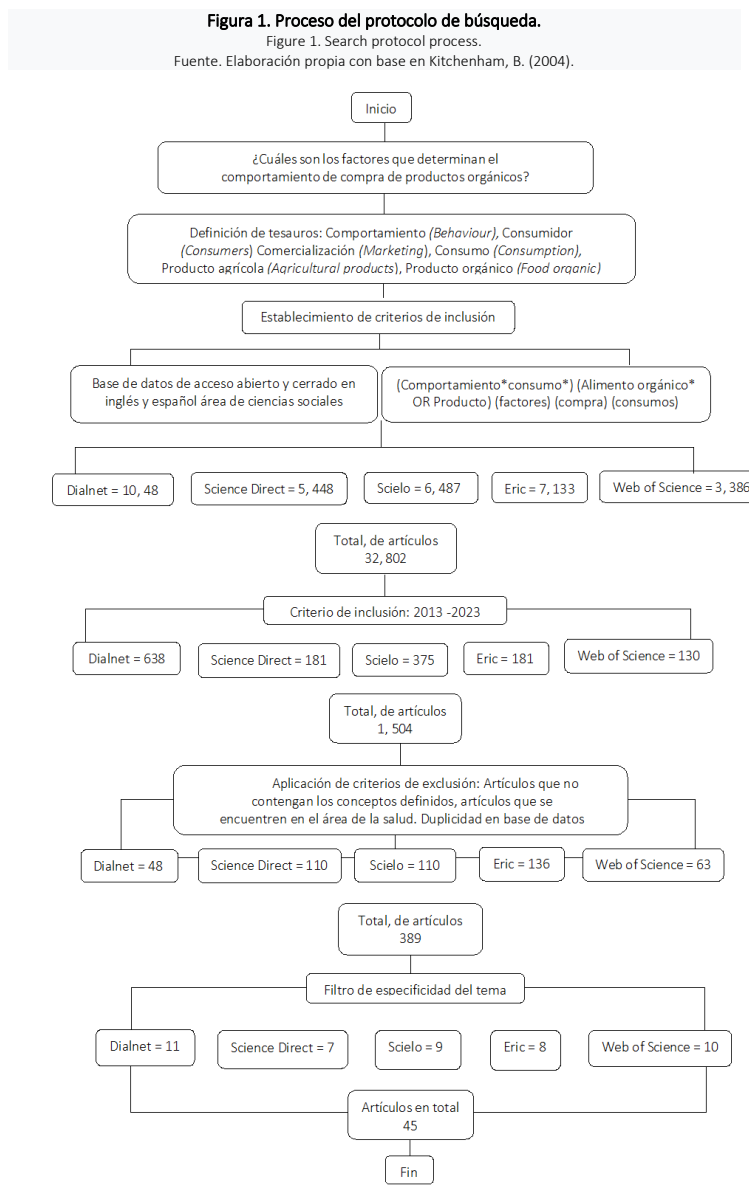 Figura 1. Proceso del protocolo de búsqueda.
Figure 1. Search protocol process.
Fuente. Elaboración propia con base en Kitchenham, B. (2004).
Inicio
¿Cuáles son los factores que determinan el
comportamiento de compra de productos orgánicos?
Definición de tesauros: Comportamiento (Behaviour), Consumidor
(Consumers) Comercialización (Marketing), Consumo (Consumption),
Producto agrícola (Agricultural products), Producto orgánico (Food organic)
Establecimiento de criterios de inclusión
Base de datos de acceso abierto y cerrado en
inglés y español área de ciencias sociales
(Comportamiento*consumo*) (Alimento orgánico*
OR Producto) (factores) (compra) (consumos)
Dialnet = 10, 48
Science Direct = 5, 448
Scielo = 6, 487
Eric = 7, 133
Web of Science = 3, 386
Total, de artículos
32, 802
Criterio de inclusión: 2013 -2023
Dialnet = 638
Science Direct = 181
Scielo = 375
Eric = 181
Web of Science = 130
Total, de artículos
1, 504
Aplicación de criterios de exclusión: Artículos que no
contengan los conceptos definidos, artículos que se
encuentren en el área de la salud. Duplicidad en base de datos
Dialnet = 48
Science Direct = 110
Scielo = 110
Eric = 136
Web of Science = 63
Total, de artículos
389
Filtro de especificidad del tema
Dialnet = 11
Science Direct = 7
Scielo = 9
Eric = 8
Web of Science = 10
Artículos en total
45
Fin